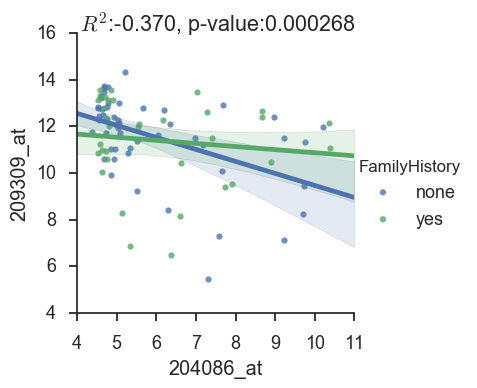 R²:-0.370, p-value:0.000268
16
14
12
10
8
6
4
209309_at
4 5 6 7 8 9 10 11
204086_at
FamilyHistory
none
yes